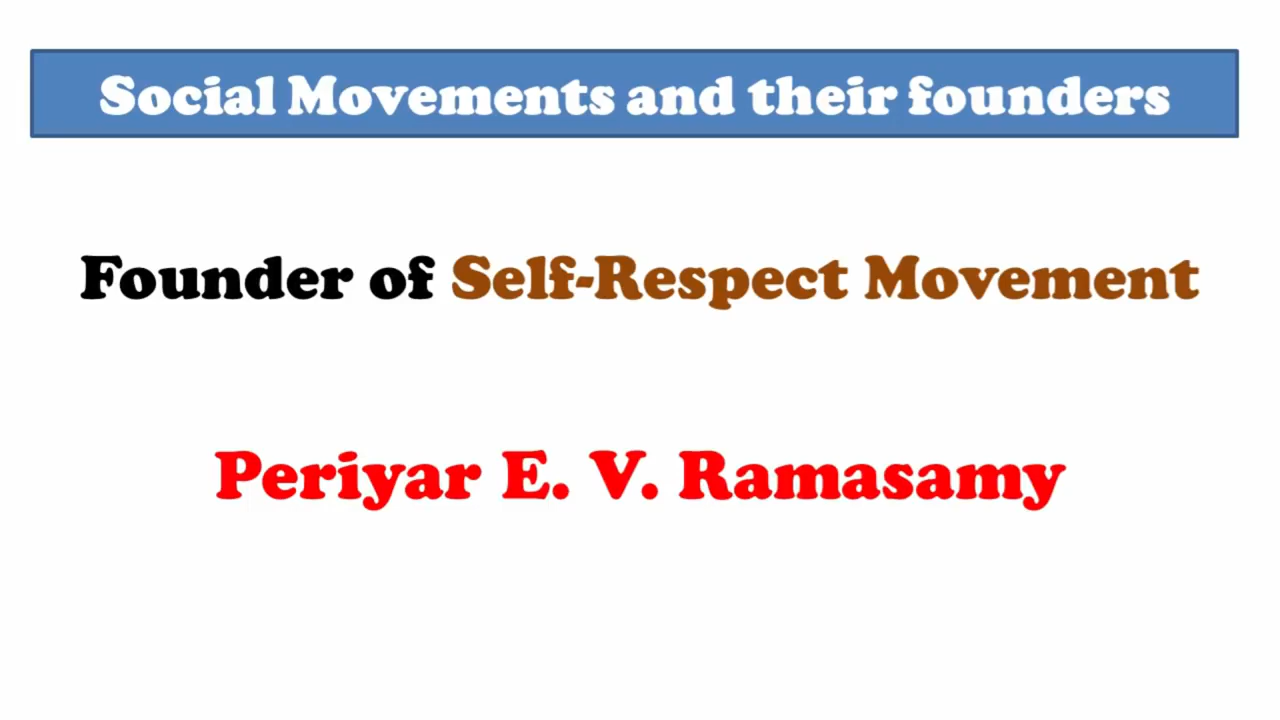 Social Movements and their founders
Founder of Self-Respect Movement
Periyar E. V. Ramasamy